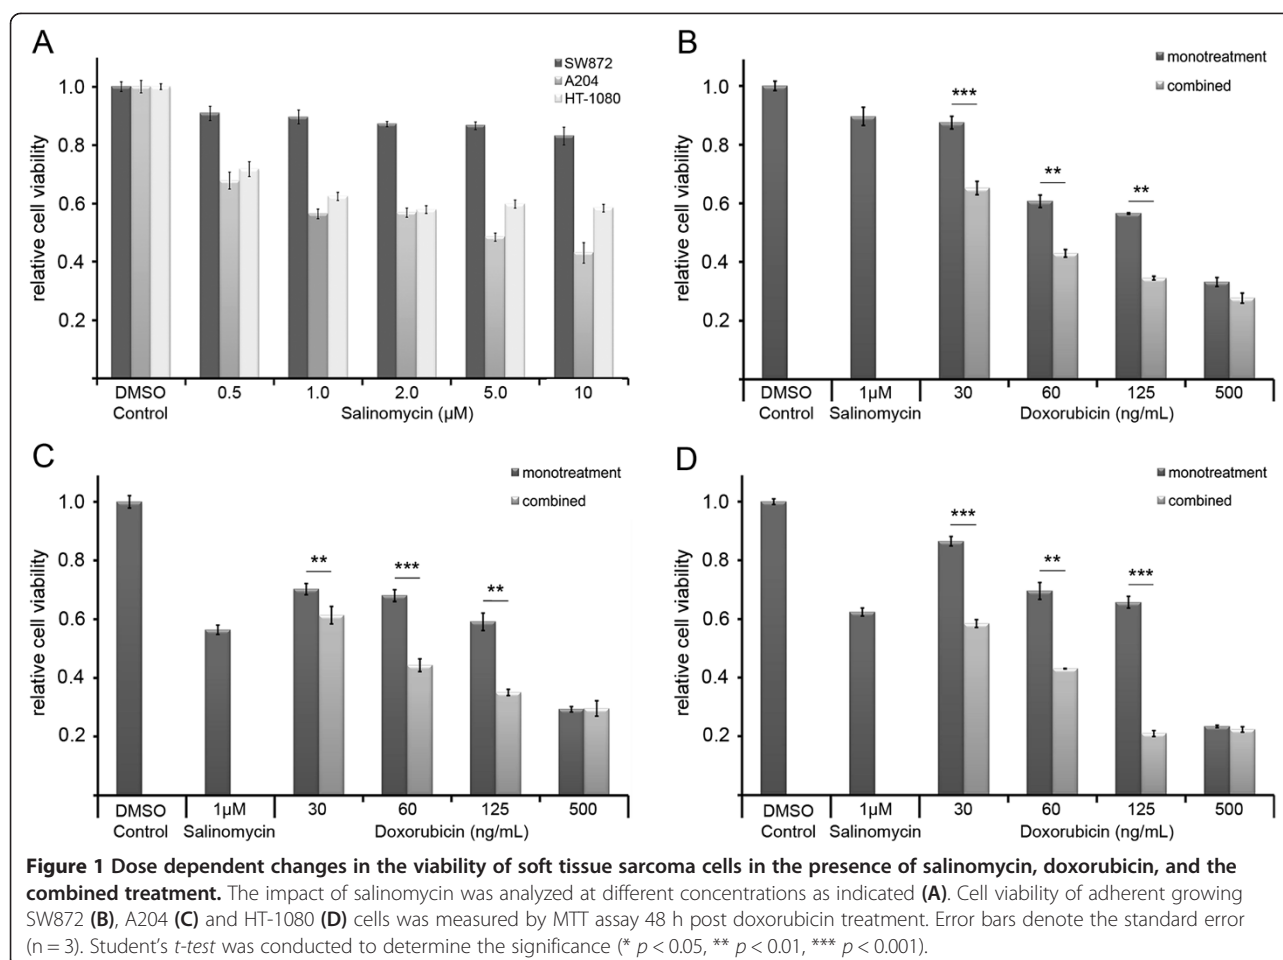 A
SW872
A204
HT-1080
relative cell viability
1.0
0.8
0.6
0.4
0.2
DMSO 0.5 1.0 2.0 5.0 10
Control Salinomycin (µM)
B
monotreatment
combined
*** ** **
relative cell viability
1.0
0.8
0.6
0.4
0.2
DMSO 1µM 30 60 125 500
Control Salinomycin Doxorubicin (ng/mL)
C
monotreatment
combined
** *** **
relative cell viability
1.0
0.8
0.6
0.4
0.2
DMSO 1µM 30 60 125 500
Control Salinomycin Doxorubicin (ng/mL)
D
monotreatment
combined
*** ** ***
relative cell viability
1.0
0.8
0.6
0.4
0.2
DMSO 1µM 30 60 125 500
Control Salinomycin Doxorubicin (ng/mL)
Figure 1 Dose dependent changes in the viability of soft tissue sarcoma cells in the presence of salinomycin, doxorubicin, and the
combined treatment. The impact of salinomycin was analyzed at different concentrations as indicated (A). Cell viability of adherent growing
SW872 (B), A204 (C) and HT-1080 (D) cells was measured by MTT assay 48 h post doxorubicin treatment. Error bars denote the standard error
(n = 3). Student's t-test was conducted to determine the significance (* p < 0.05, ** p < 0.01, *** p < 0.001).